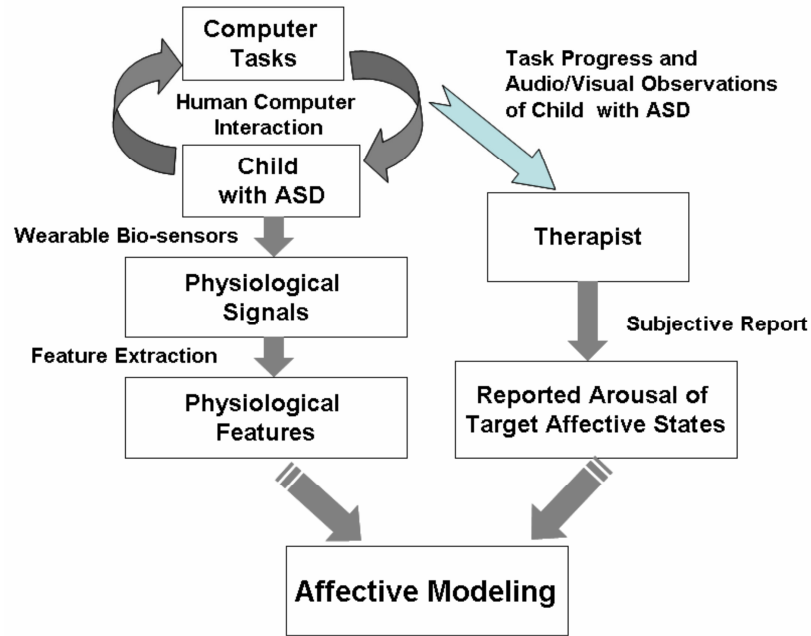 Computer
Tasks
Human Computer
Interaction
Child
with ASD
Task Progress and
Audio/Visual Observations
of Child with ASD
Wearable Bio-sensors
Therapist
Physiological
Signals
Subjective Report
Feature Extraction
Physiological
Features
Reported Arousal of
Target Affective States
Affective Modeling